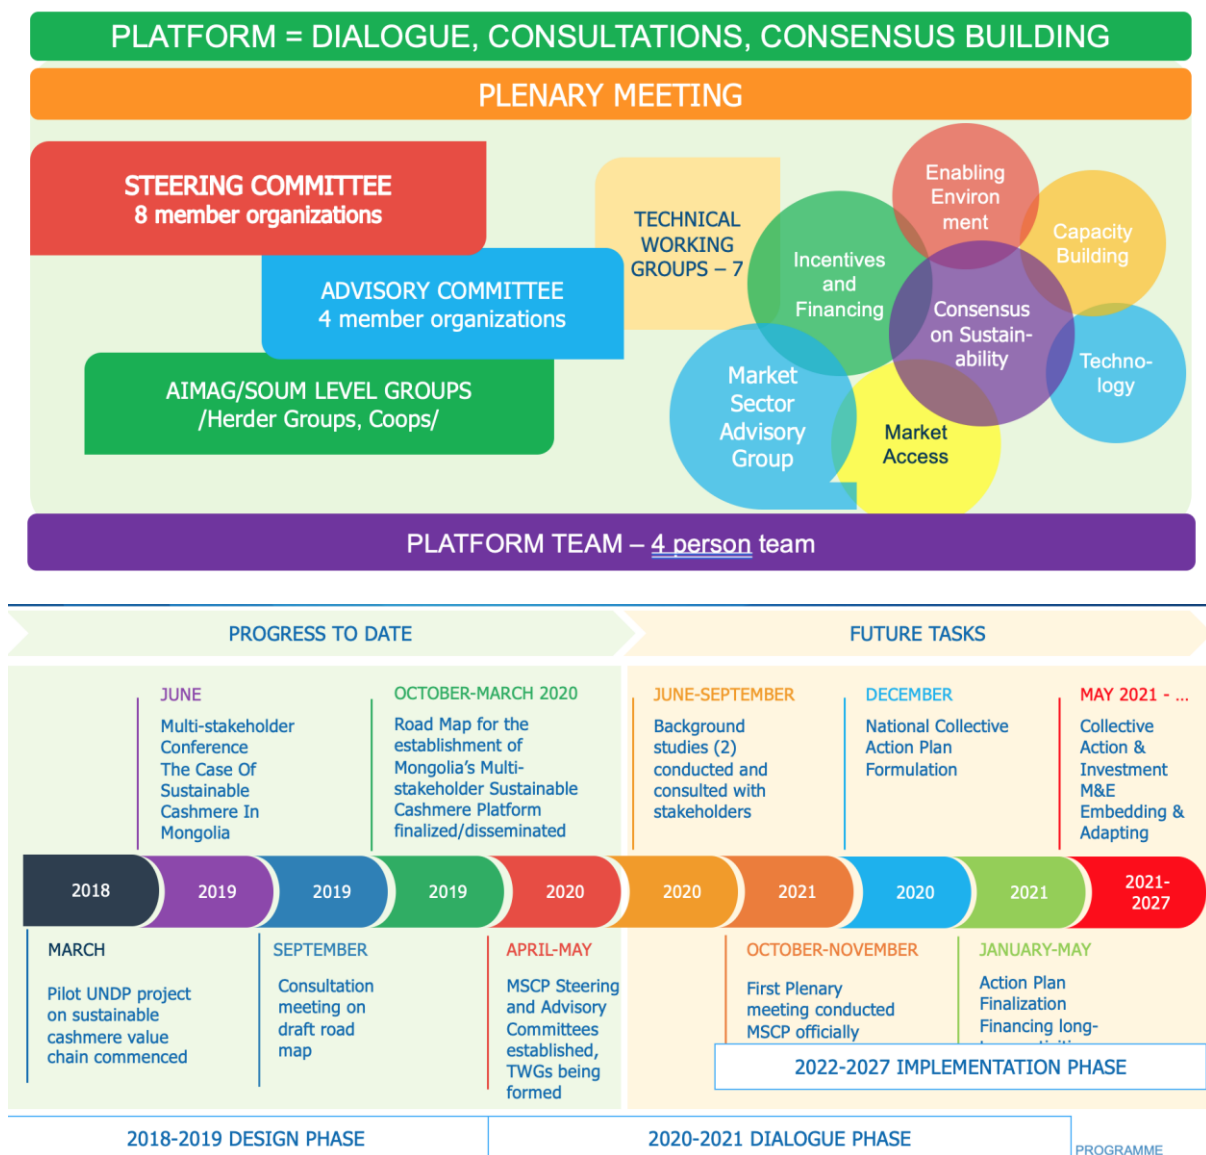 PLATFORM = DIALOGUE, CONSULTATIONS, CONSENSUS BUILDING
PLENARY MEETING
STEERING COMMITTEE
8 member organizations
ADVISORY COMMITTEE
4 member organizations
AIMAG/SOUM LEVEL GROUPS
/Herder Groups, Coops/
TECHNICAL
WORKING
GROUPS – 7
Incentives
and
Financing
Enabling
Environ
ment
Capacity
Building
Consensus
on Sustain-
ability
Techno-
logy
Market
Sector
Advisory
Group
Market
Access
PLATFORM TEAM – 4 person team
PROGRESS TO DATE
FUTURE TASKS
JUNE
Multi-stakeholder
Conference
The Case Of
Sustainable
Cashmere In
Mongolia
OCTOBER-MARCH 2020
Road Map for the
establishment of
Mongolia's Multi-
stakeholder Sustainable
Cashmere Platform
finalized/disseminated
JUNE-SEPTEMBER
Background
studies (2)
conducted and
consulted with
stakeholders
DECEMBER
National Collective
Action Plan
Formulation
MAY 2021 - ...
Collective
Action &
Investment
M&E
Embedding &
Adapting
2018
2019
2019
2019
2020
2020
2021
2020
2021
2021-
2027
MARCH
Pilot UNDP project
on sustainable
cashmere value
chain commenced
SEPTEMBER
Consultation
meeting on
draft road
map
APRIL-MAY
MSCP Steering
and Advisory
Committees
established,
TWGs being
formed
OCTOBER-NOVEMBER
First Plenary
meeting conducted
MSCP officially
JANUARY-MAY
Action Plan
Finalization
Financing long-
2022-2027 IMPLEMENTATION PHASE
2018-2019 DESIGN PHASE
2020-2021 DIALOGUE PHASE
PROGRAMME